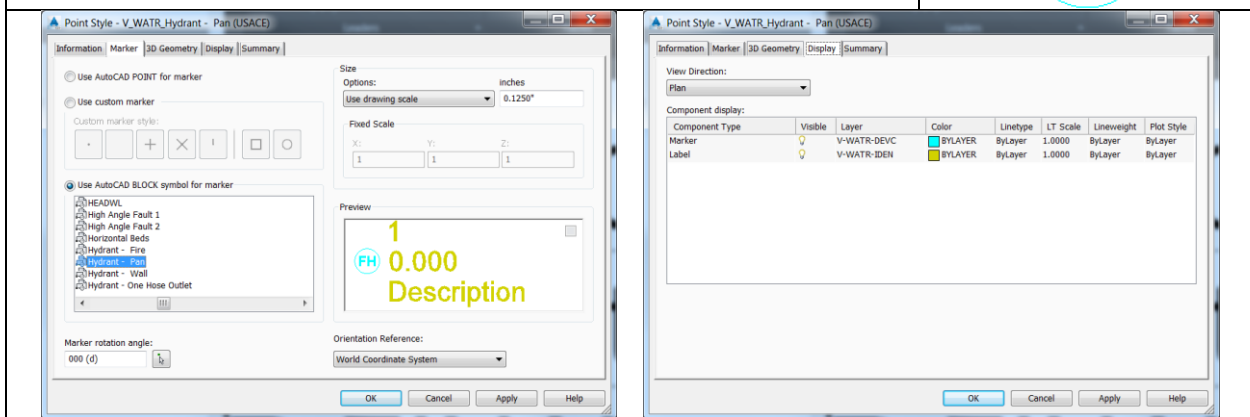 Point Style - V_WATR_Hydrant - Pan (USACE)
Information Marker 3D Geometry Display Summary
Use AutoCAD POINT for marker
Use custom marker
Custom marker style:
Use AutoCAD BLOCK symbol for marker
HEADWL
High Angle Fault 1
High Angle Fault 2
Horizontal Beds
Hydrant - Fire
Hydrant - Pan
Hydrant - Wall
Hydrant - One Hose Outlet
Marker rotation angle:
000 (d)
Size
Options: inches
Use drawing scale 0.1250"
Fixed Scale
X: Y: Z:
1 1 1
Preview
1
FH 0.000
Description
Orientation Reference:
World Coordinate System
OK Cancel Apply Help
Point Style - V_WATR_Hydrant - Pan (USACE)
Information Marker 3D Geometry Display Summary
View Direction:
Plan
Component display:
Component Type Visible Layer Color Linetype LT Scale Lineweight Plot Style
Marker V-WATR-DEVC BYLAYER ByLayer 1.0000 ByLayer ByLayer
Label V-WATR-IDEN BYLAYER ByLayer 1.0000 ByLayer ByLayer
OK Cancel Apply Help